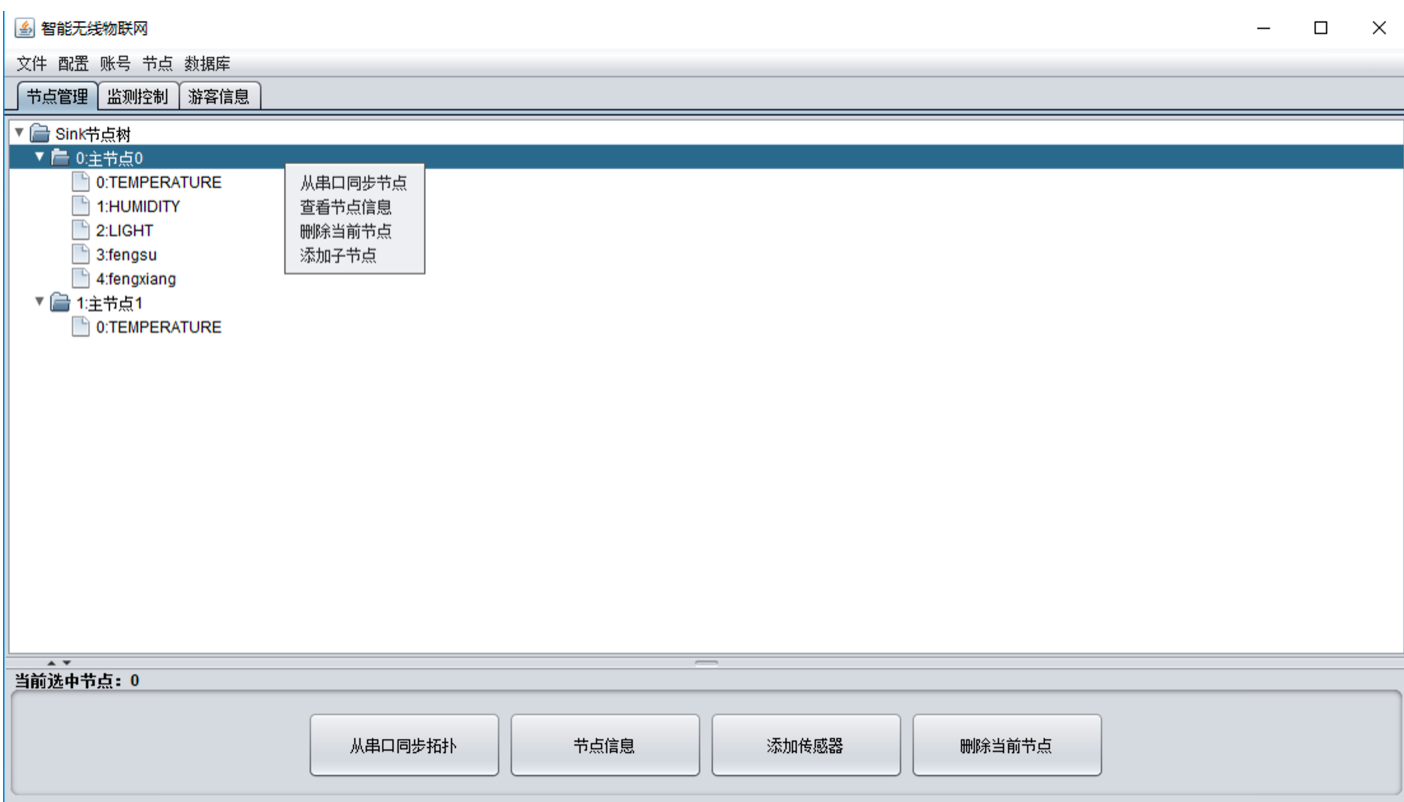 智能无线物联网
文件 配置 账号 节点 数据库
节点管理 监测控制 游客信息
Sink节点树
0:主节点0
0:TEMPERATURE
1:HUMIDITY
2:LIGHT
3:fengsu
4:fengxiang
1:主节点1
0:TEMPERATURE
从串口同步节点
查看节点信息
删除当前节点
添加子节点
当前选中节点: 0
从串口同步拓扑 节点信息 添加传感器 删除当前节点